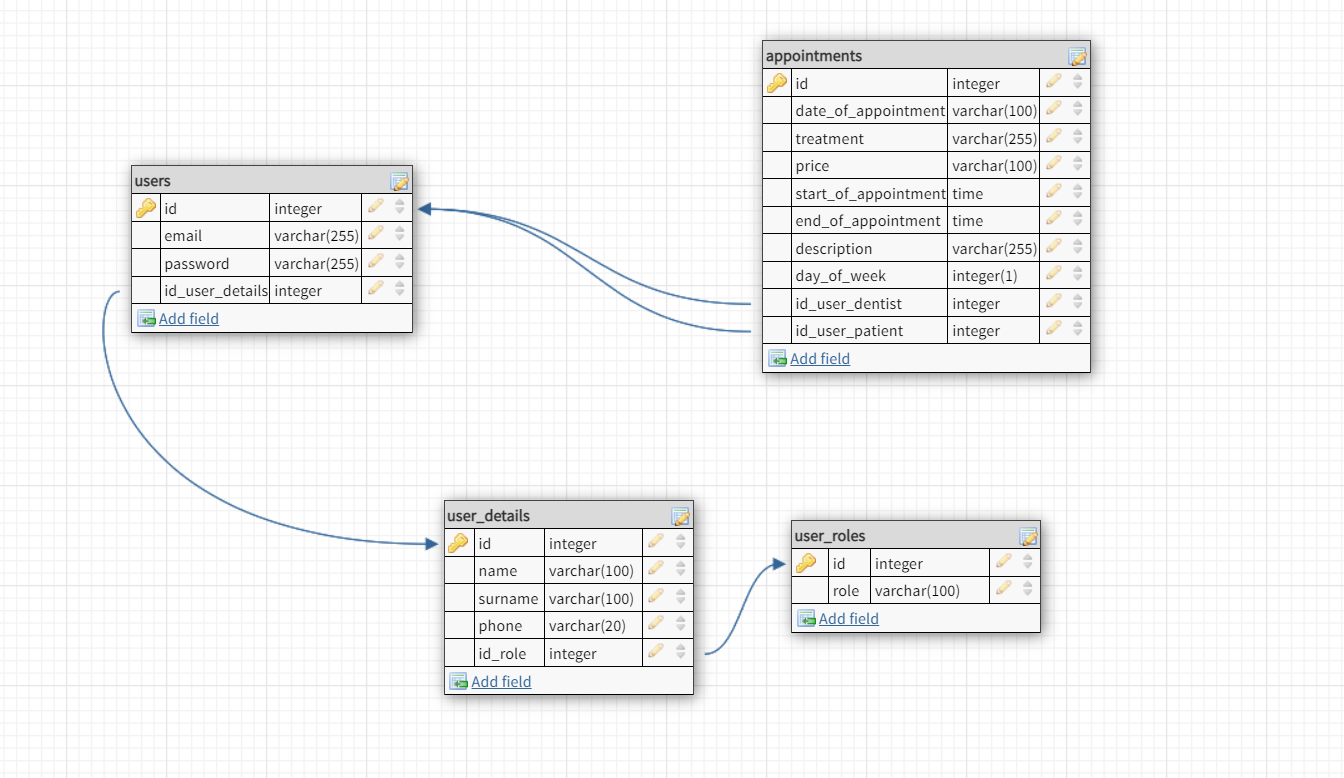 appointments
id integer
date_of_appointment varchar(100)
treatment varchar(255)
price varchar(100)
start_of_appointment time
end_of_appointment time
description varchar(255)
day_of_week integer(1)
id_user_dentist integer
id_user_patient integer
Add field
users
id integer
email varchar(255)
password varchar(255)
id_user_details integer
Add field
user_details
id integer
name varchar(100)
surname varchar(100)
phone varchar(20)
id_role integer
Add field
user_roles
id integer
role varchar(100)
Add field